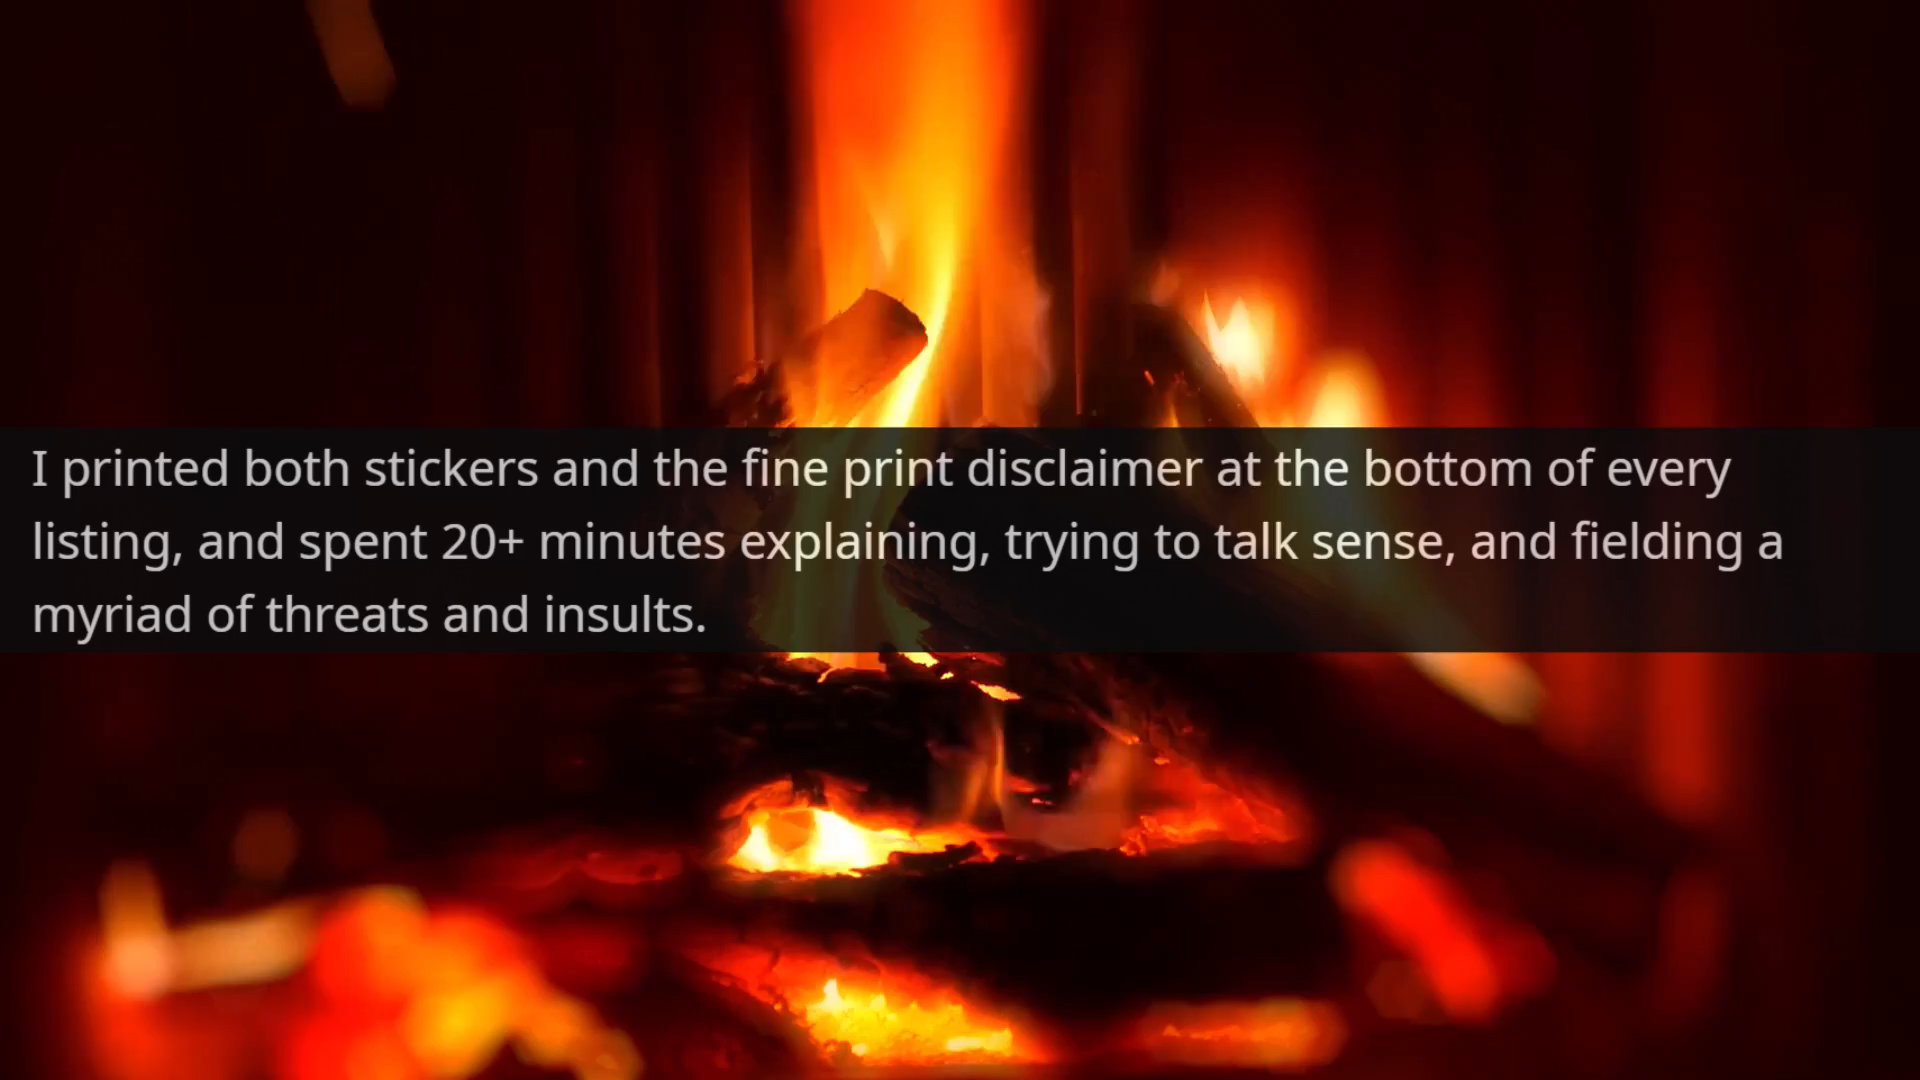 I printed both stickers and the fine print disclaimer at the bottom of every
listing, and spent 20+ minutes explaining, trying to talk sense, and fielding a
myriad of threats and insults.